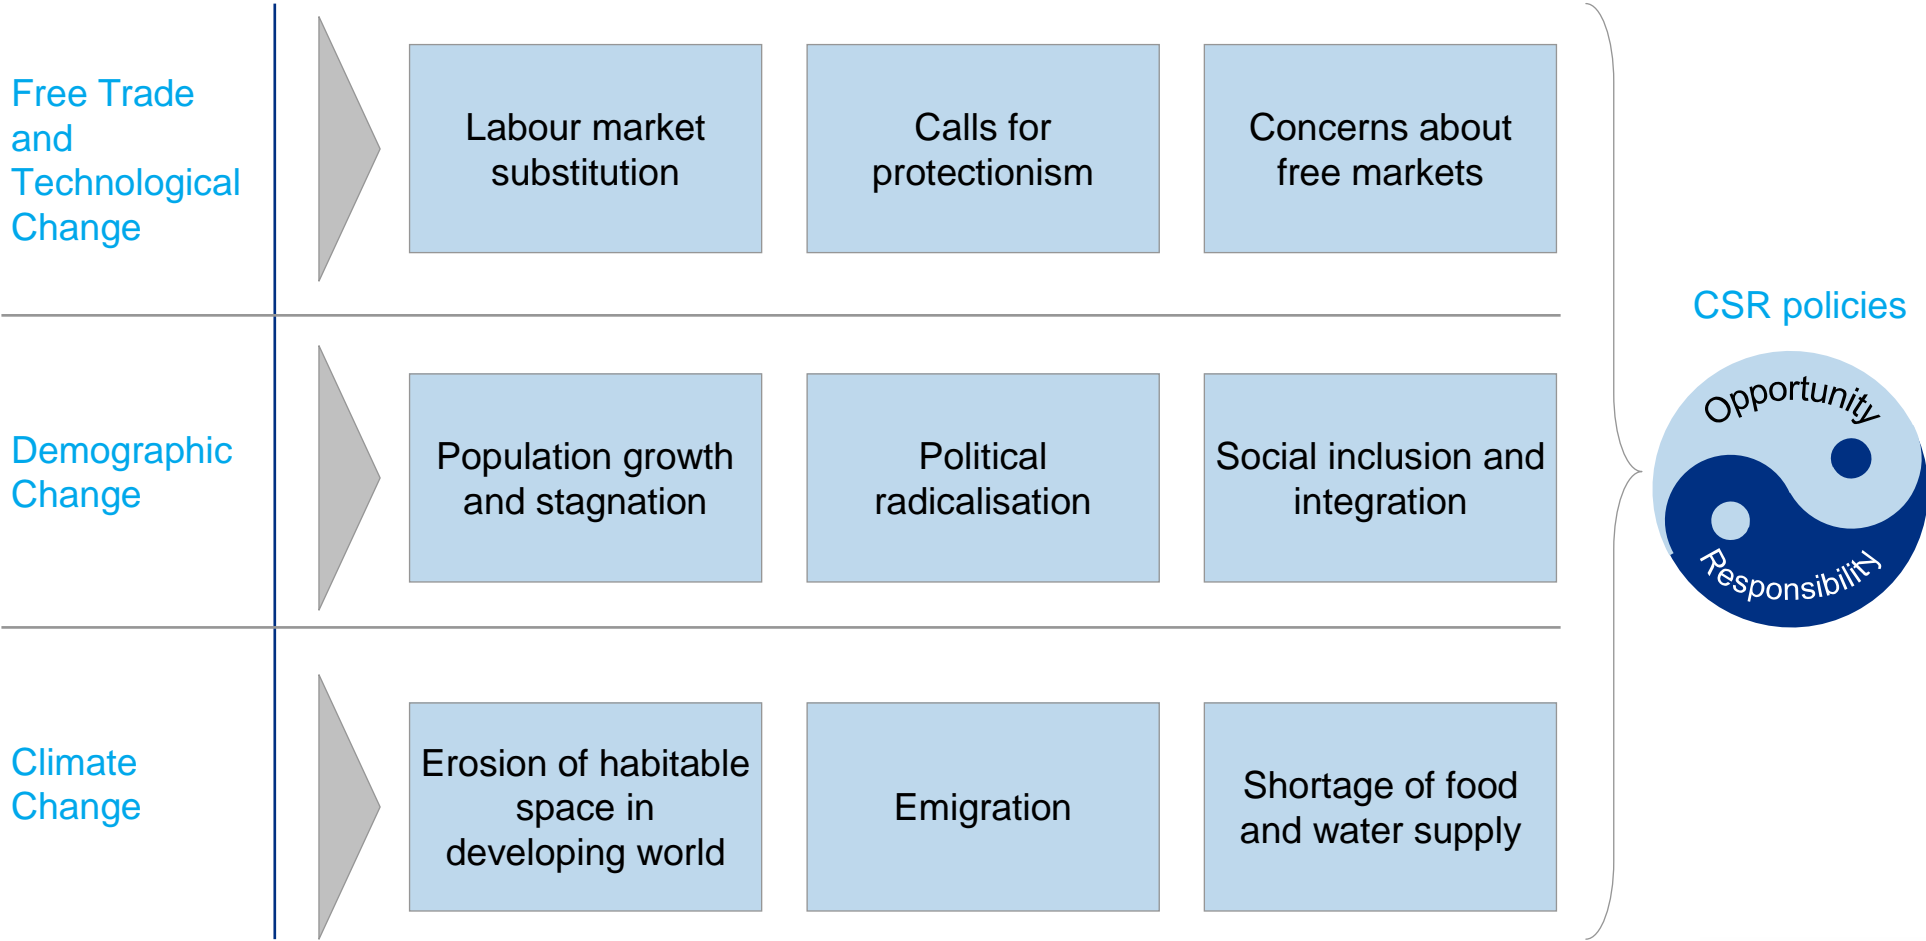 Free Trade
and
Technological
Change
Labour market
substitution
Calls for
protectionism
Concerns about
free markets
CSR policies
Opportunity
Responsibility
Demographic
Change
Population growth
and stagnation
Political
radicalisation
Social inclusion and
integration
Climate
Change
Erosion of habitable
space in
developing world
Emigration
Shortage of food
and water supply